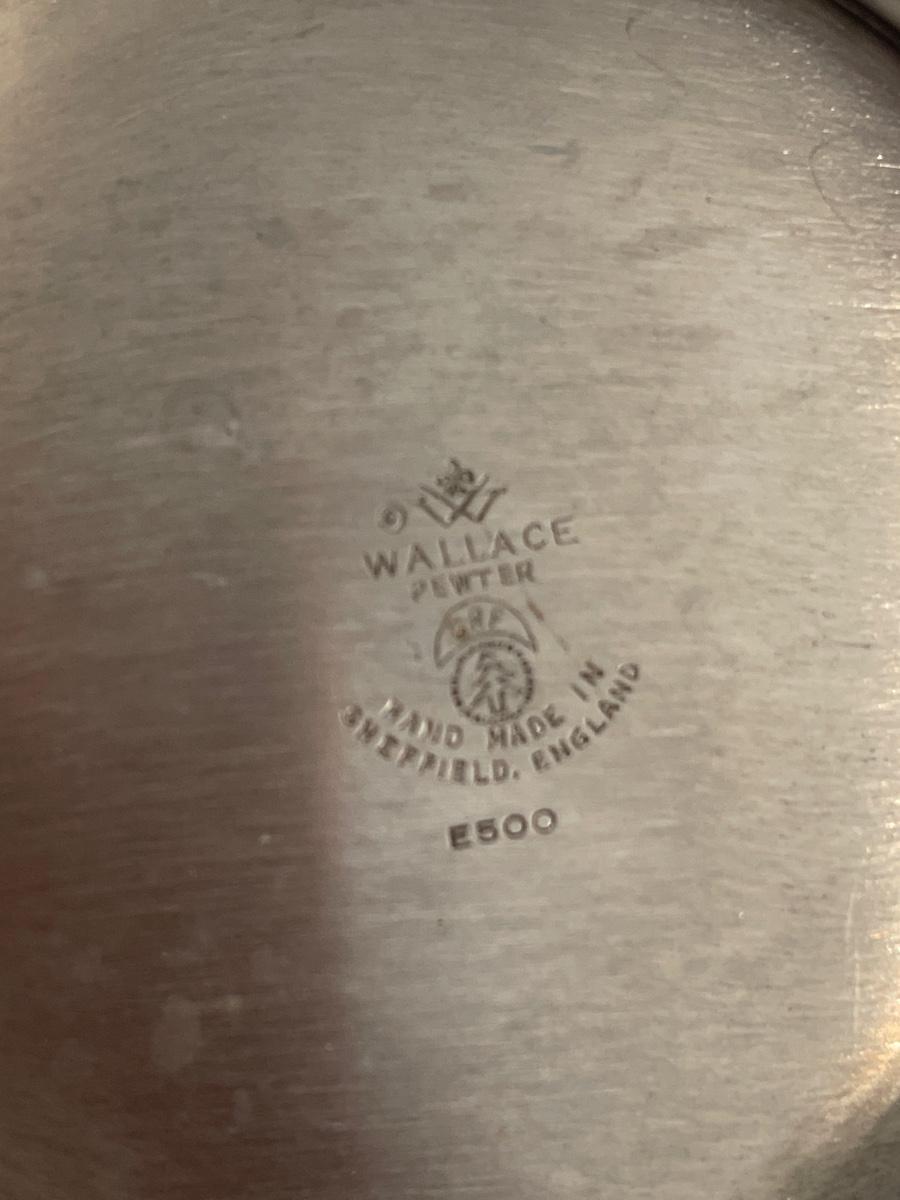 © W
WALLACE
PEWTER
HAND MADE IN
SHEFFIELD, ENGLAND
E500